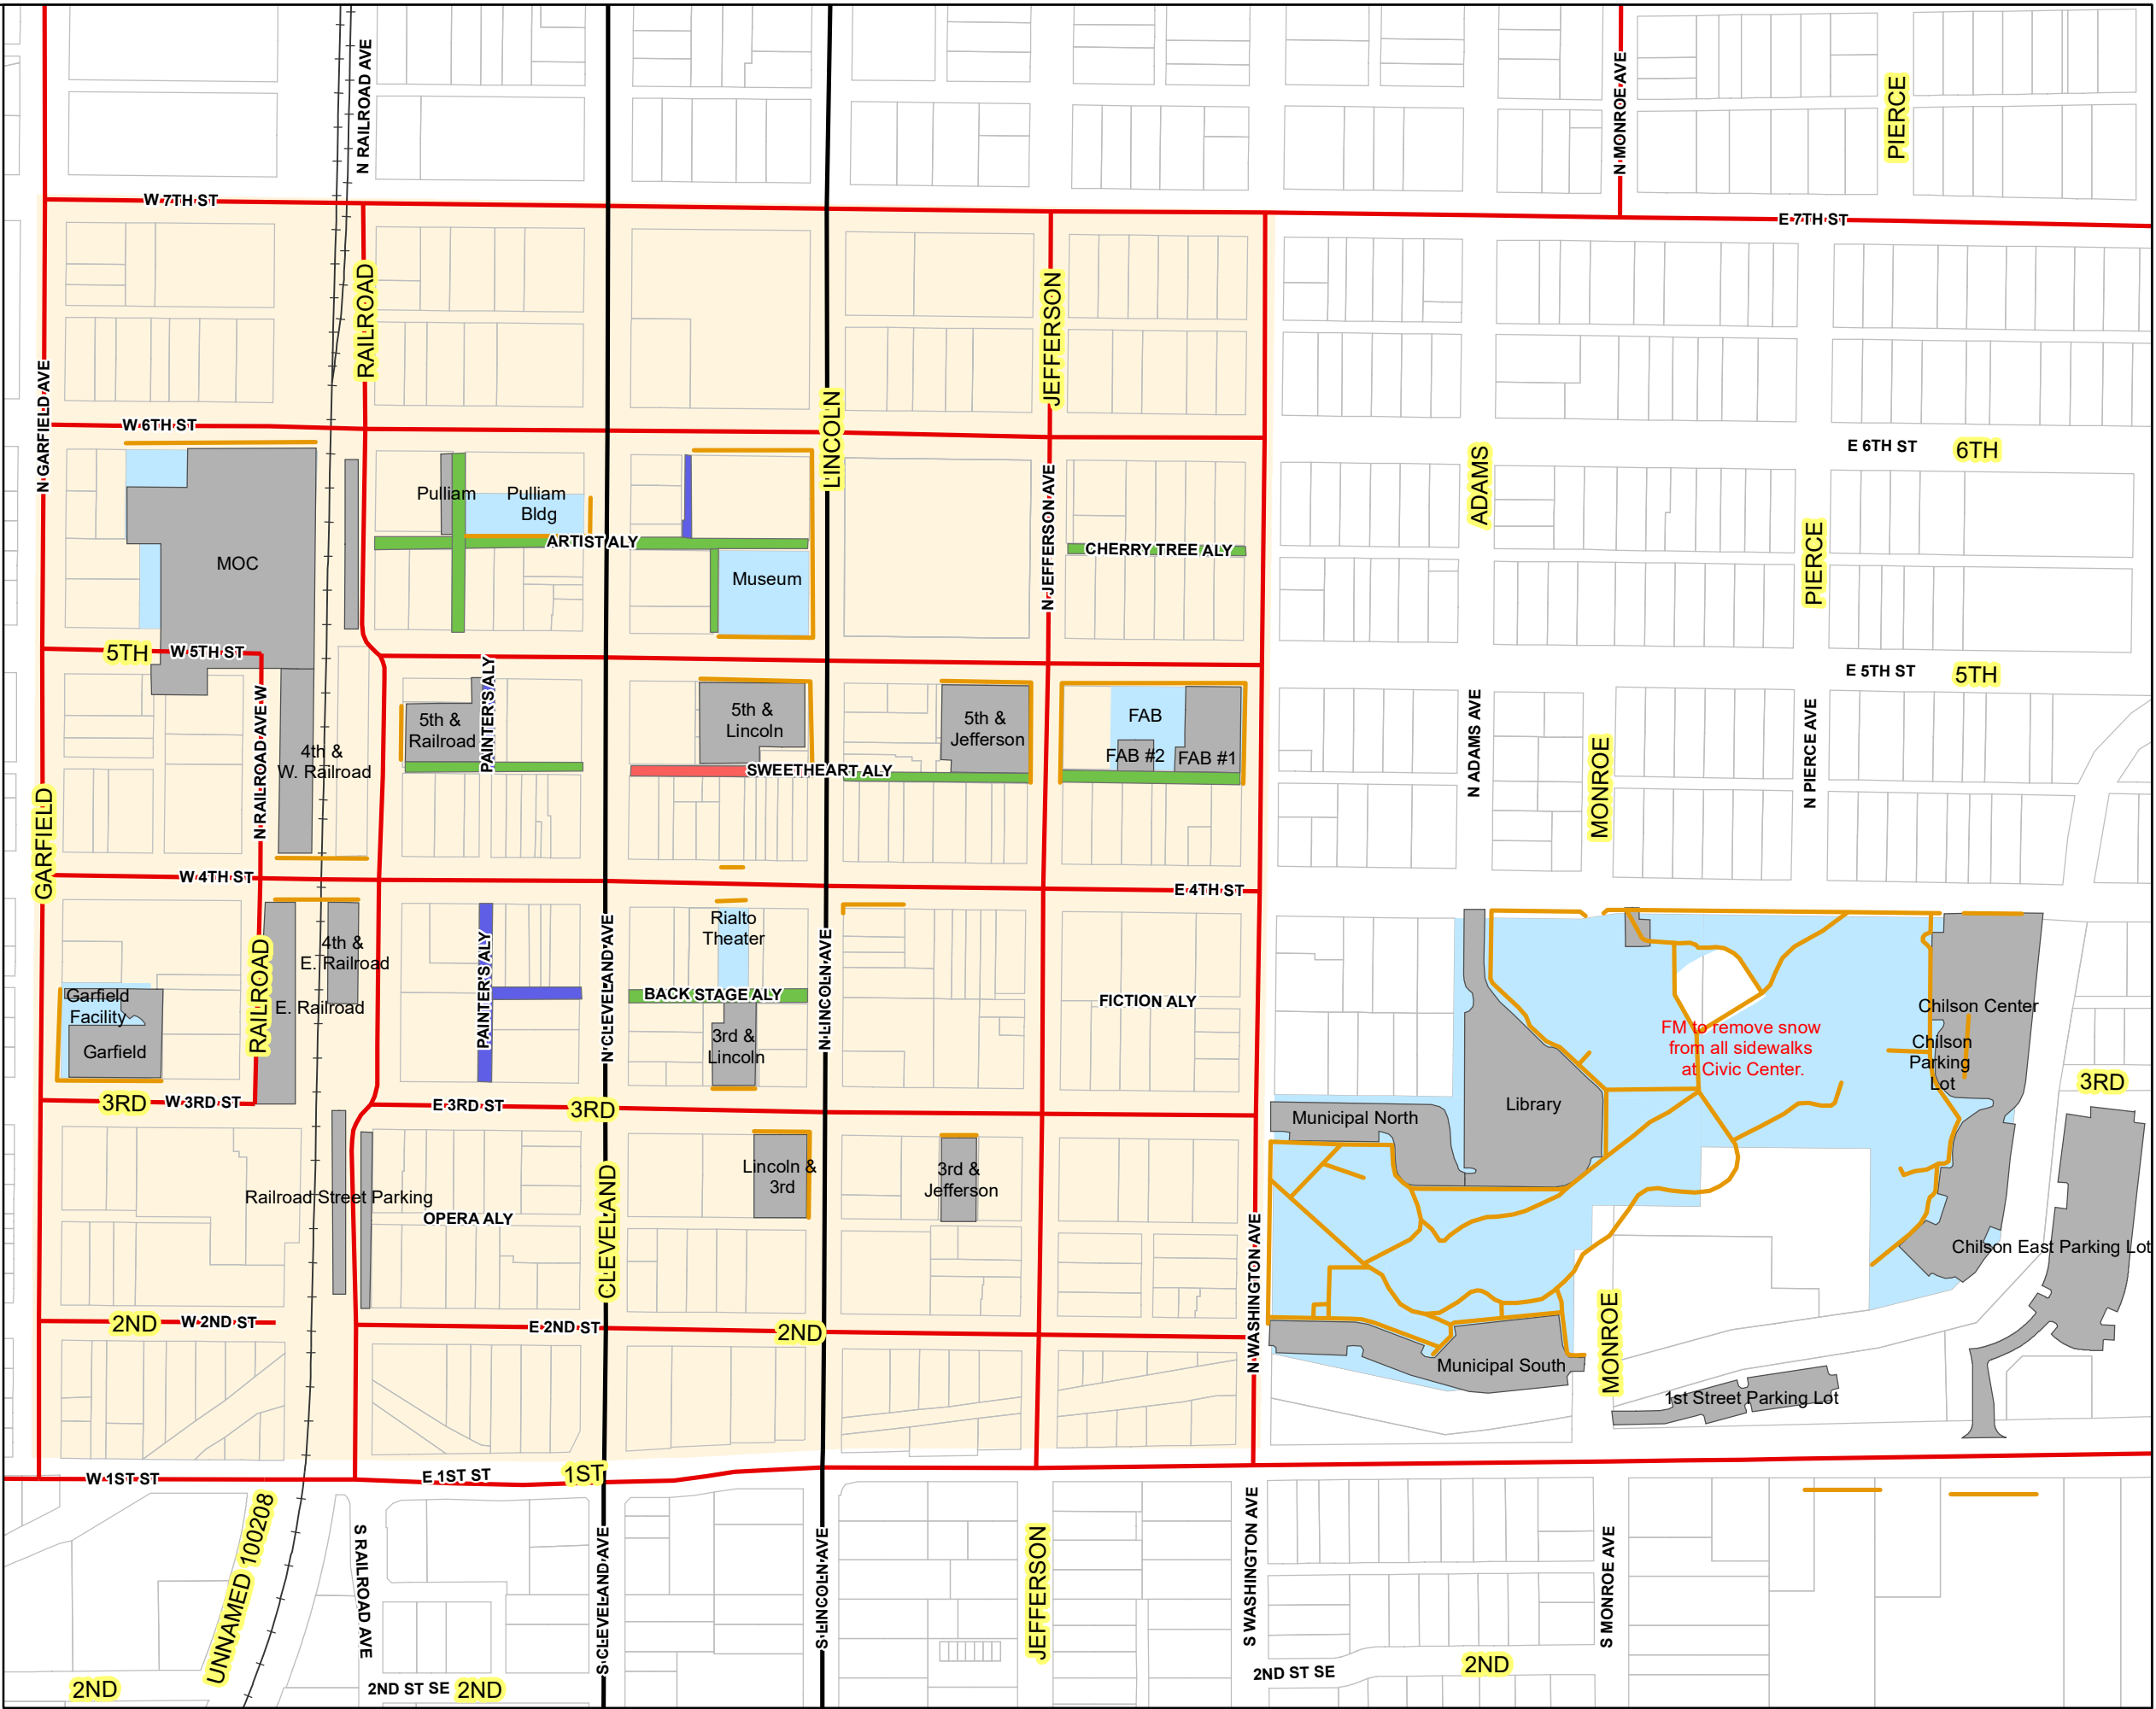 N RAILROAD AVE
N MONROE AVE
PIERCE
W 7TH ST
E 7TH ST
RAILROAD
JEFFERSON
N GARFIELD AVE
LINCOLN
W 6TH ST
E 6TH ST
6TH
ADAMS
Pulliam
Pulliam
Bldg
ARTIST ALY
CHERRY TREE ALY
N JEFFERSON AVE
PIERCE
MOC
Museum
5TH
W 5TH ST
E 5TH ST
5TH
PAINTER'S ALY
N RAILROAD AVE W
5th &
Railroad
5th &
Lincoln
5th &
Jefferson
FAB
FAB #2
FAB #1
N ADAMS AVE
MONROE
N PIERCE AVE
4th &
W. Railroad
SWEETHEART ALY
GARFIELD
W 4TH ST
E 4TH ST
Rialto
Theater
4th &
E. Railroad
RAILROAD
E. Railroad
PAINTER'S ALY
N CLEVELAND AVE
N LINCOLN AVE
BACK STAGE ALY
FICTION ALY
Garfield
Facility
Garfield
3rd &
Lincoln
FM to remove snow
from all sidewalks
at Civic Center.
Chilson Center
Chilson
Parking
Lot
3RD
3RD
W 3RD ST
E 3RD ST
3RD
Municipal North
Library
Lincoln &
3rd
3rd &
Jefferson
Railroad Street Parking
OPERA ALY
CLEVELAND
N WASHINGTON AVE
Chilson East Parking Lot
2ND
W 2ND ST
E 2ND ST
2ND
MONROE
Municipal South
1st Street Parking Lot
W 1ST ST
E 1ST ST
1ST
UNNAMED 100208
S RAILROAD AVE
S CLEVELAND AVE
S LINCOLN AVE
JEFFERSON
S WASHINGTON AVE
S MONROE AVE
2ND
2ND ST SE
2ND
2ND ST SE
2ND